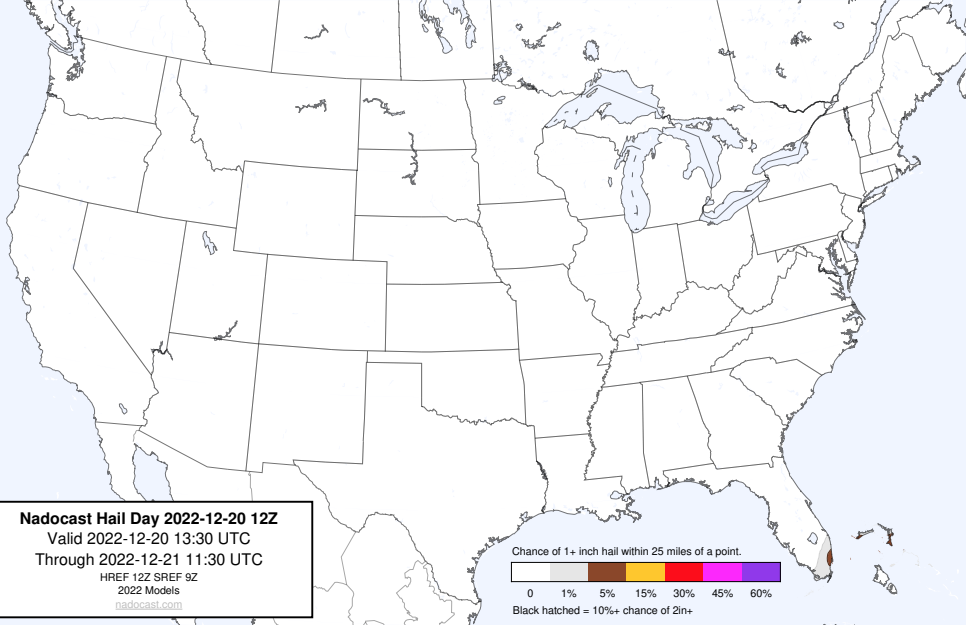 Nadocast Hail Day 2022-12-20 12Z
Valid 2022-12-20 13:30 UTC
Through 2022-12-21 11:30 UTC
HREF 12Z SREF 9Z
2022 Models
nadocast.com
Chance of 1+ inch hail within 25 miles of a point.
0 1% 5% 15% 30% 45% 60%
Black hatched = 10%+ chance of 2in+